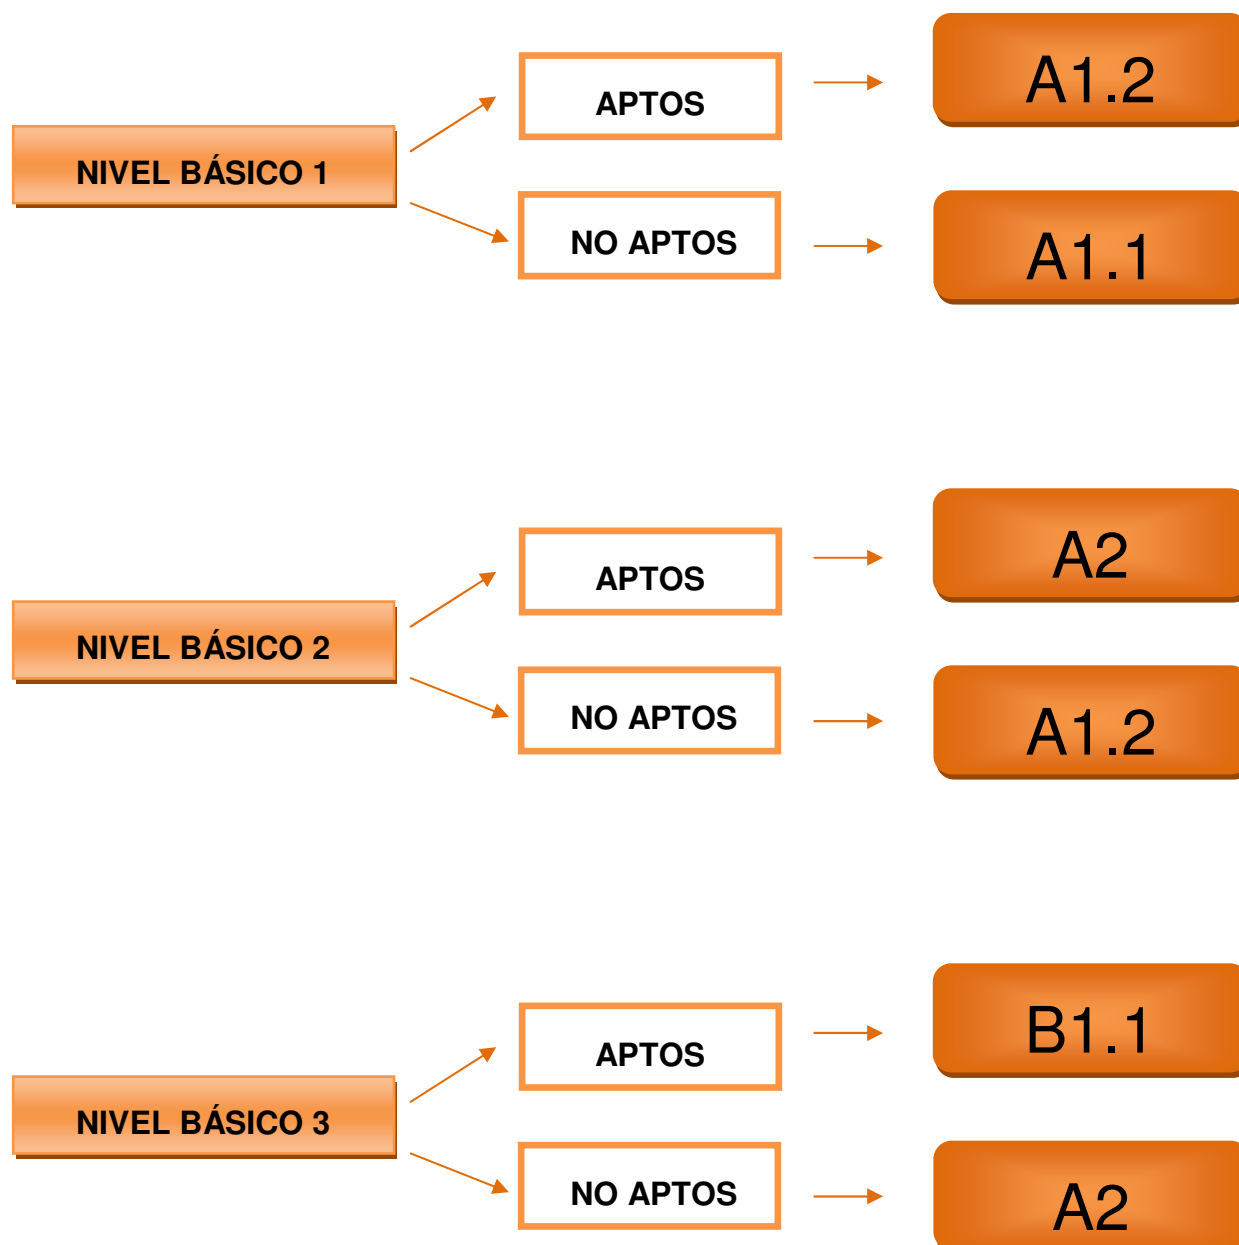 APTOS
A1.2
NIVEL BÁSICO 1
NO APTOS
A1.1
APTOS
A2
NIVEL BÁSICO 2
NO APTOS
A1.2
APTOS
B1.1
NIVEL BÁSICO 3
NO APTOS
A2